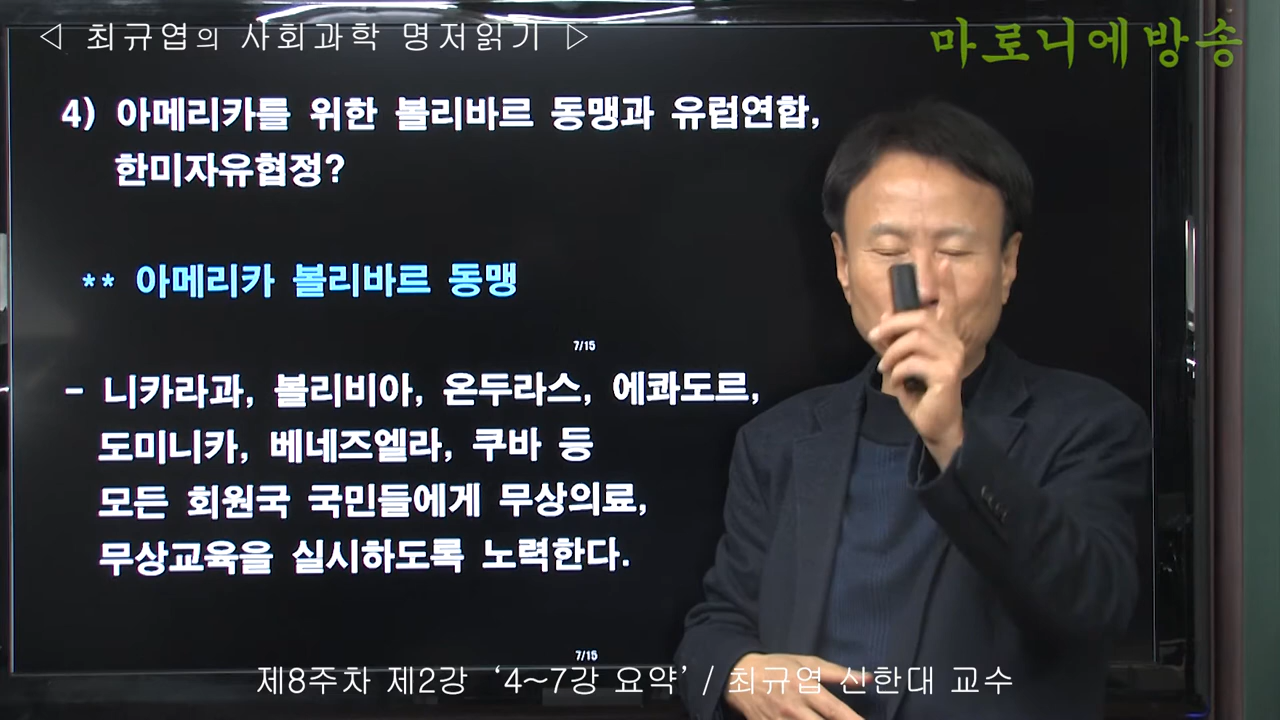 ◁ 최규엽의 사회과학 명저읽기 ▷
마로니에방송
4) 아메리카를 위한 볼리바르 동맹과 유럽연합,
한미자유협정?
** 아메리카 볼리바르 동맹
7/15
- 니카라과, 볼리비아, 온두라스, 에콰도르,
도미니카, 베네즈엘라, 쿠바 등
모든 회원국 국민들에게 무상의료,
무상교육을 실시하도록 노력한다.
7/15
제8주차 제2강 ‘4~7강 요약’ / 최규엽 신한대 교수